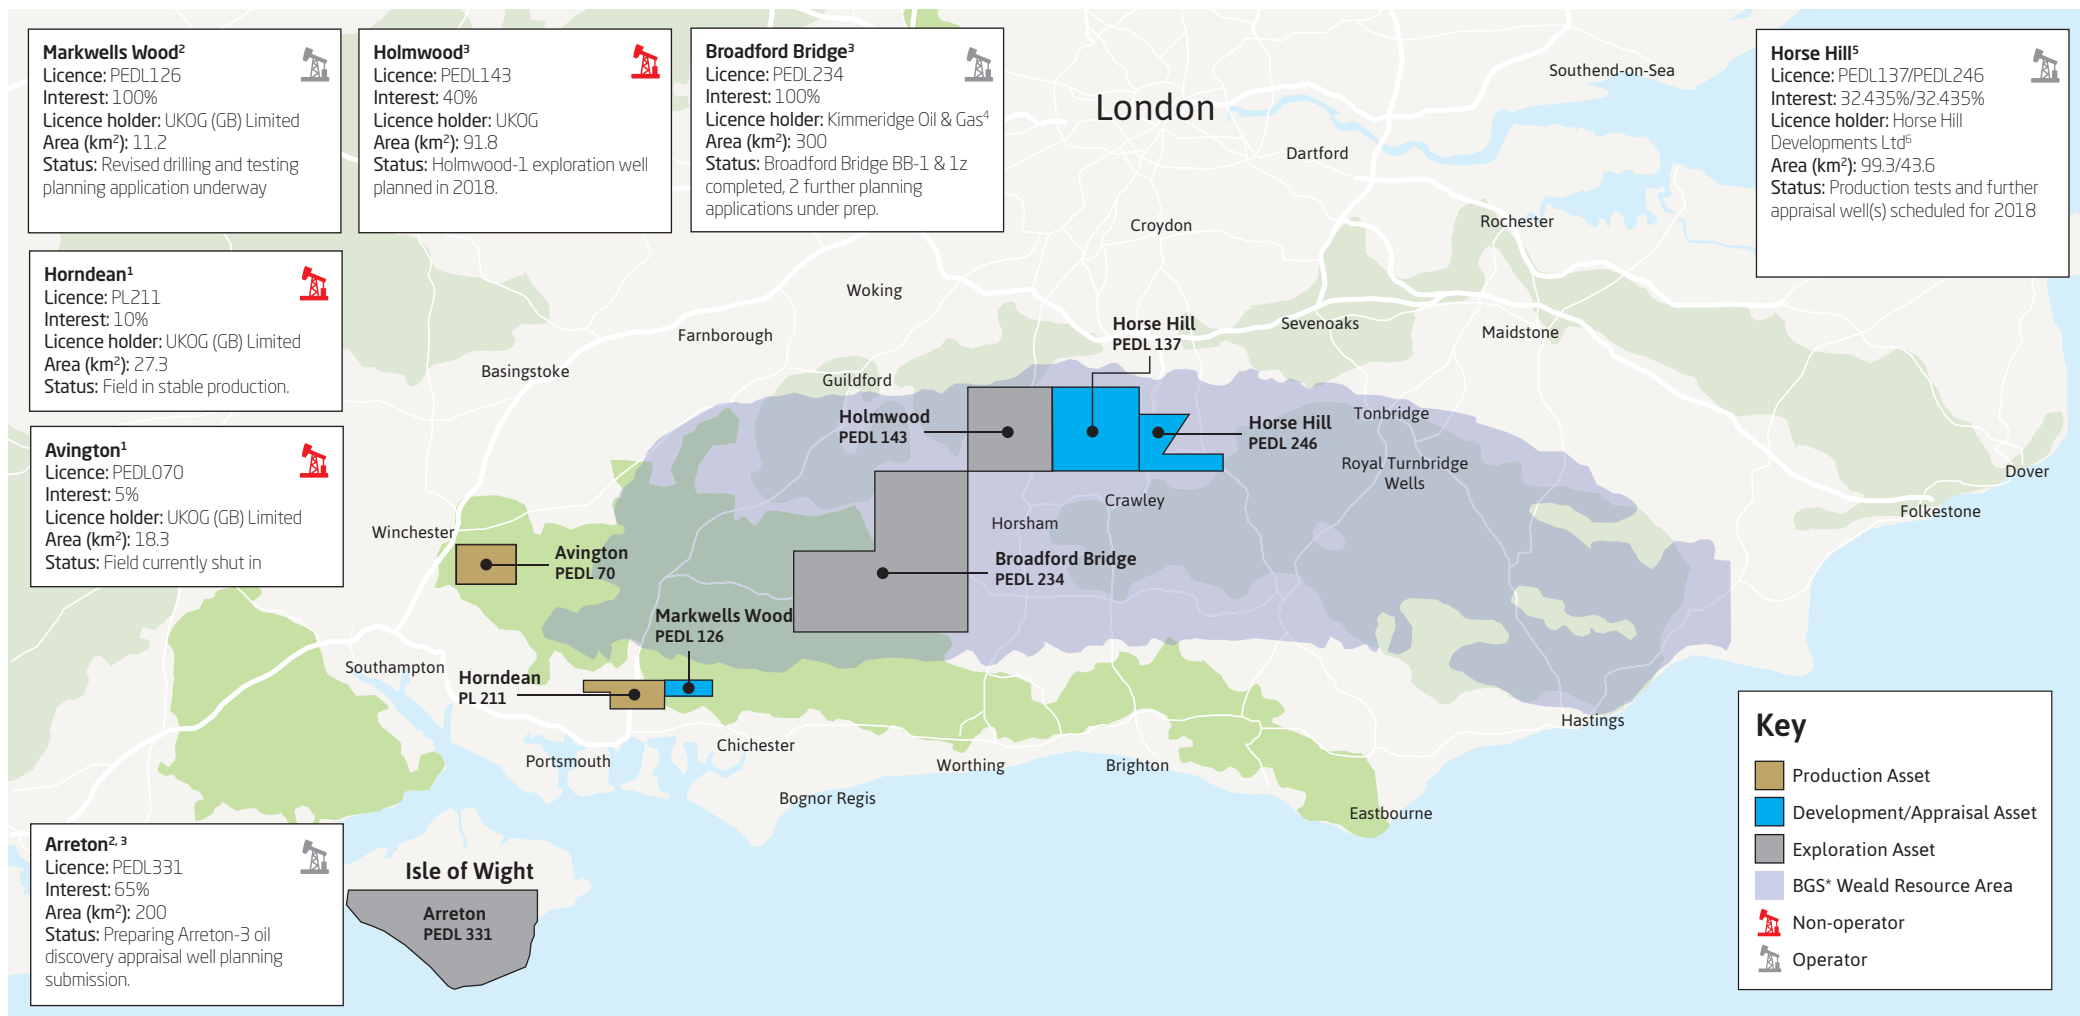 Markwells Wood²
Licence: PEDL126
Interest: 100%
Licence holder: UKOG (GB) Limited
Area (km²): 11.2
Status: Revised drilling and testing
planning application underway
Holmwood³
Licence: PEDL143
Interest: 40%
Licence holder: UKOG
Area (km²): 91.8
Status: Holmwood-1 exploration well
planned in 2018.
Broadford Bridge³
Licence: PEDL234
Interest: 100%
Licence holder: Kimmeridge Oil & Gas⁴
Area (km²): 300
Status: Broadford Bridge BB-1 & 1z
completed, 2 further planning
applications under prep.
Horse Hill⁵
Licence: PEDL137/PEDL246
Interest: 32.435%/32.435%
Licence holder: Horse Hill
Developments Ltd⁶
Area (km²): 99.3/43.6
Status: Production tests and further
appraisal well(s) scheduled for 2018
Horndean¹
Licence: PL211
Interest: 10%
Licence holder: UKOG (GB) Limited
Area (km²): 27.3
Status: Field in stable production.
Avington¹
Licence: PEDL070
Interest: 5%
Licence holder: UKOG (GB) Limited
Area (km²): 18.3
Status: Field currently shut in
Arreton², ³
Licence: PEDL331
Interest: 65%
Area (km²): 200
Status: Preparing Arreton-3 oil
discovery appraisal well planning
submission.
London
Southend-on-Sea
Dartford
Rochester
Croydon
Woking
Farnborough
Basingstoke
Guildford
Sevenoaks
Maidstone
Horse Hill
PEDL 137
Holmwood
PEDL 143
Horse Hill
PEDL 246
Tonbridge
Royal Turnbridge
Wells
Dover
Folkestone
Crawley
Horsham
Winchester
Avington
PEDL 70
Broadford Bridge
PEDL 234
Markwells Wood
PEDL 126
Southampton
Horndean
PL 211
Chichester
Portsmouth
Bognor Regis
Worthing
Brighton
Hastings
Eastbourne
Isle of Wight
Arreton
PEDL 331
Key
Production Asset
Development/Appraisal Asset
Exploration Asset
BGS* Weald Resource Area
Non-operator
Operator